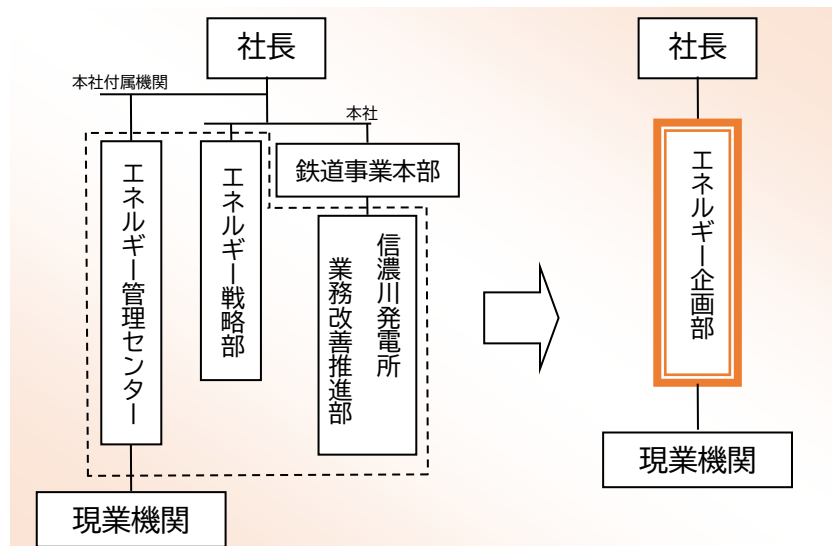 社長
本社付属機関
本社
エネルギー管理センター
エネルギー戦略部
鉄道事業本部
信濃川発電所
業務改善推進部
現業機関
社長
エネルギー企画部
現業機関